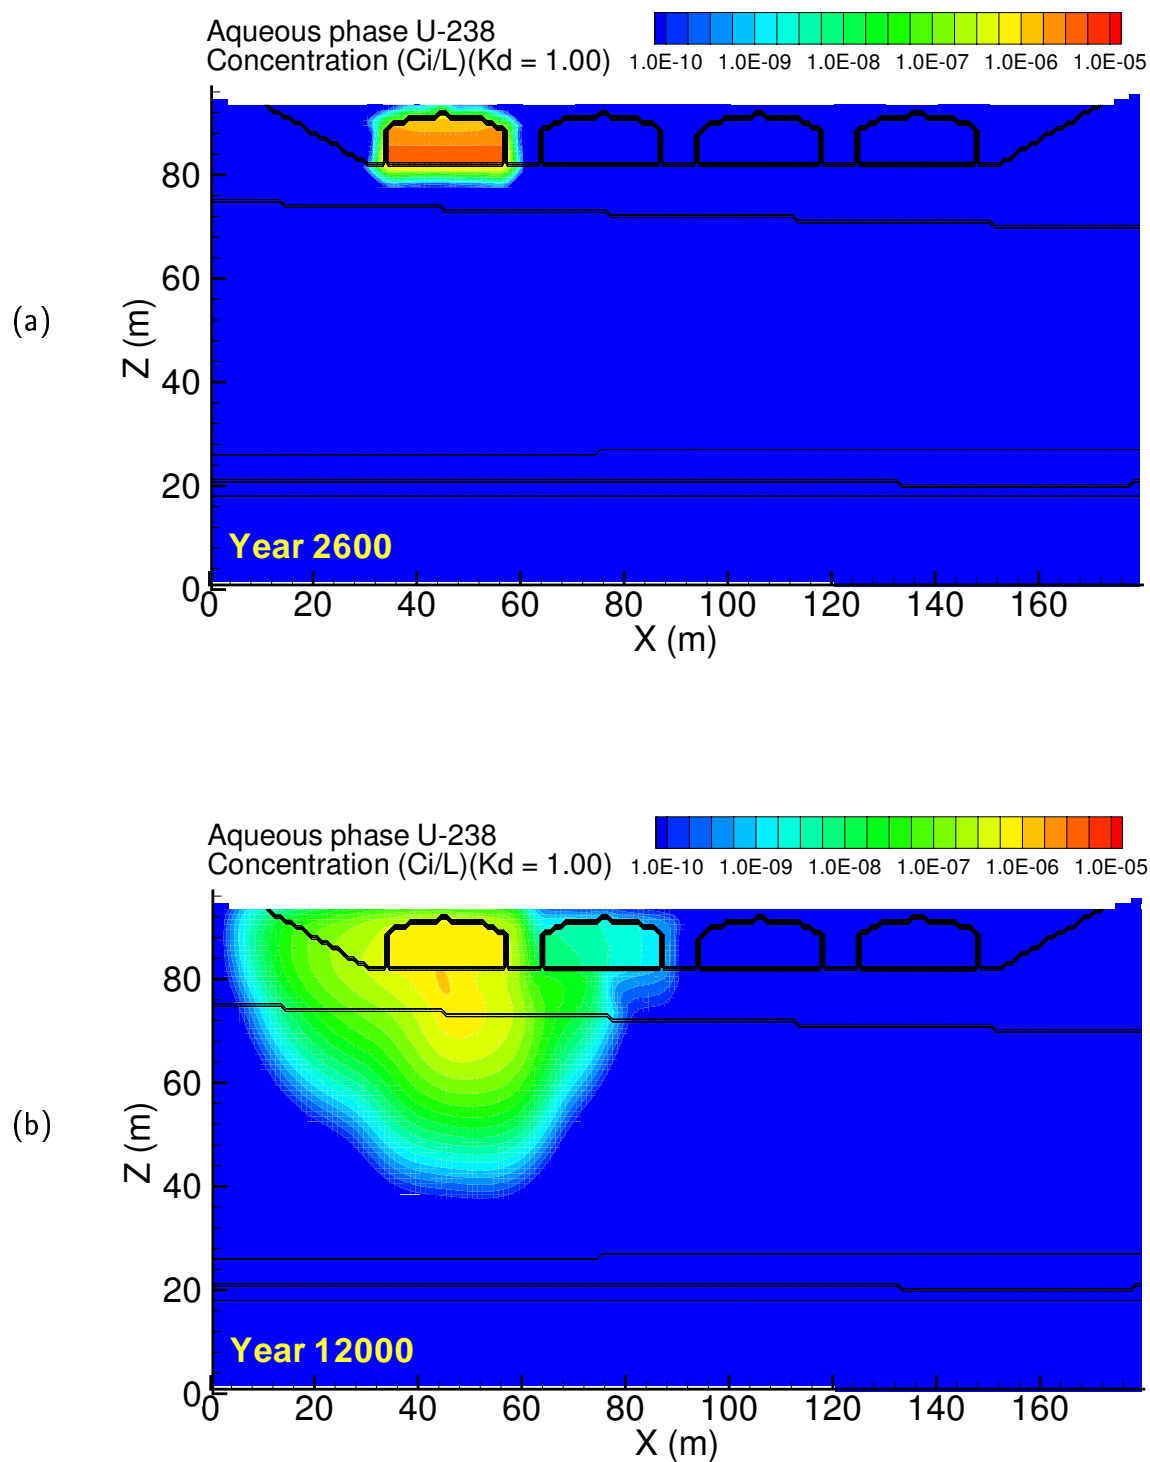 Aqueous phase U-238
Concentration (Ci/L)(Kd = 1.00)
1.0E-10 1.0E-09 1.0E-08 1.0E-07 1.0E-06 1.0E-05
80
60
(a)
Z (m)
40
20
Year 2600
0
0 20 40 60 80 100 120 140 160
X (m)
Aqueous phase U-238
Concentration (Ci/L)(Kd = 1.00)
1.0E-10 1.0E-09 1.0E-08 1.0E-07 1.0E-06 1.0E-05
80
60
(b)
Z (m)
40
20
Year 12000
0
0 20 40 60 80 100 120 140 160
X (m)